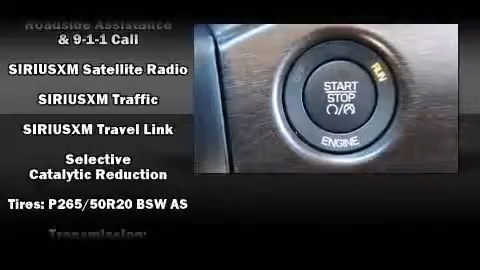 Roadside Assistance
& 9-1-1 Call
SIRIUSXM Satellite Radio
SIRIUSXM Traffic
SIRIUSXM Travel Link
Selective
Catalytic Reduction
Tires: P265/50R20 BSW AS
Transmission:
START
STOP
RUN
ENGINE